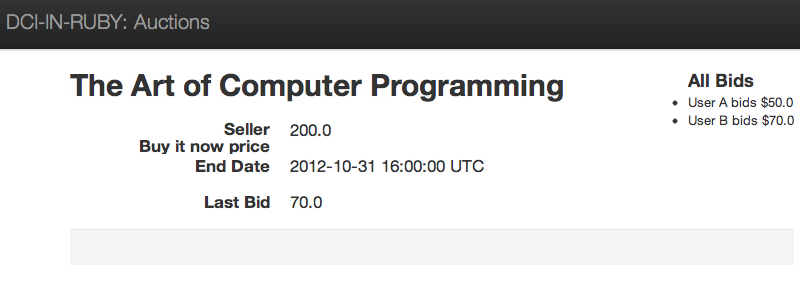 DCI-IN-RUBY: Auctions
The Art of Computer Programming
Seller 200.0
Buy it now price
End Date 2012-10-31 16:00:00 UTC
Last Bid 70.0
All Bids
• User A bids $50.0
• User B bids $70.0